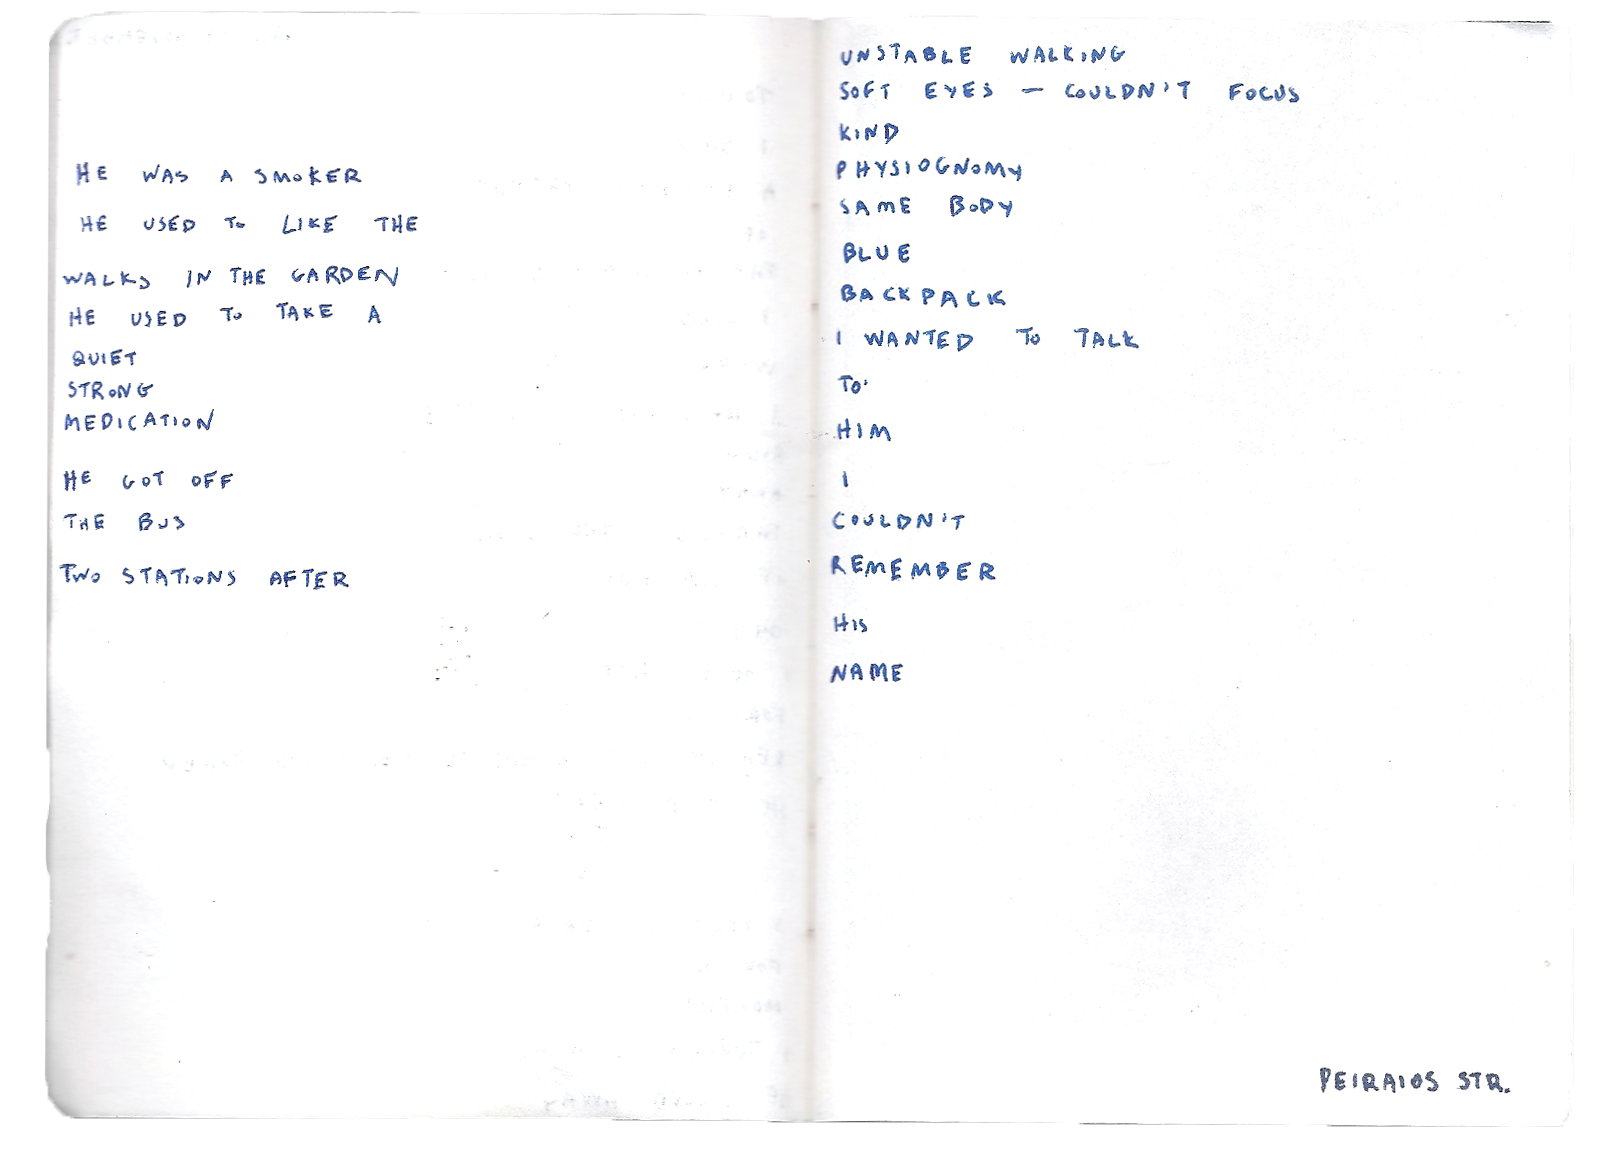 HE WAS A SMOKER
HE USED TO LIKE THE
WALKS IN THE GARDEN
HE USED TO TAKE A
QUIET
STRONG
MEDICATION
HE GOT OFF
THE BUS
TWO STATIONS AFTER
UNSTABLE WALKING
SOFT EYES — COULDN'T FOCUS
KIND
PHYSIOGNOMY
SAME BODY
BLUE
BACKPACK
I WANTED TO TALK
TO
HIM
I
COULDN'T
REMEMBER
HIS
NAME
PEIRAIOS STR.